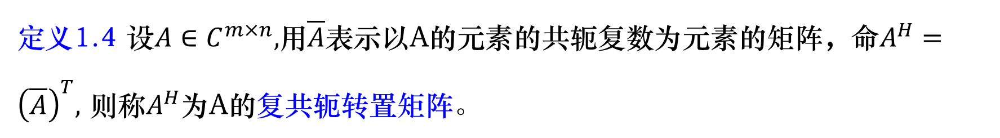 定义1.4 设A ∈ C^{m×n},用\overline{A}表示以A的元素的共轭复数为元素的矩阵，命A^H =
(\overline{A})^T, 则称A^H为A的复共轭转置矩阵。